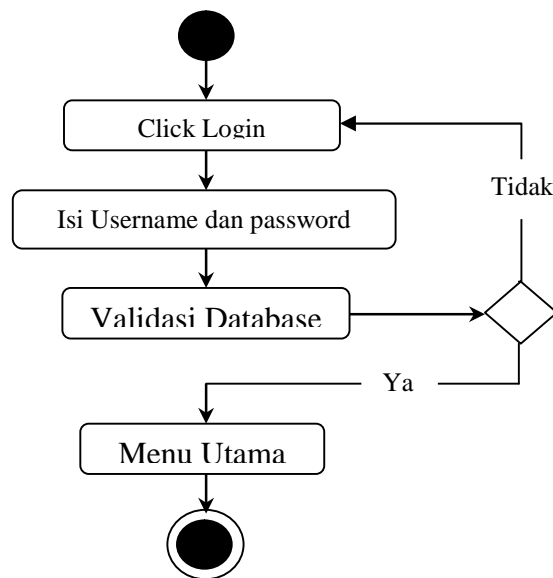 Click Login
Tidak
Isi Username dan password
Validasi Database
Ya
Menu Utama